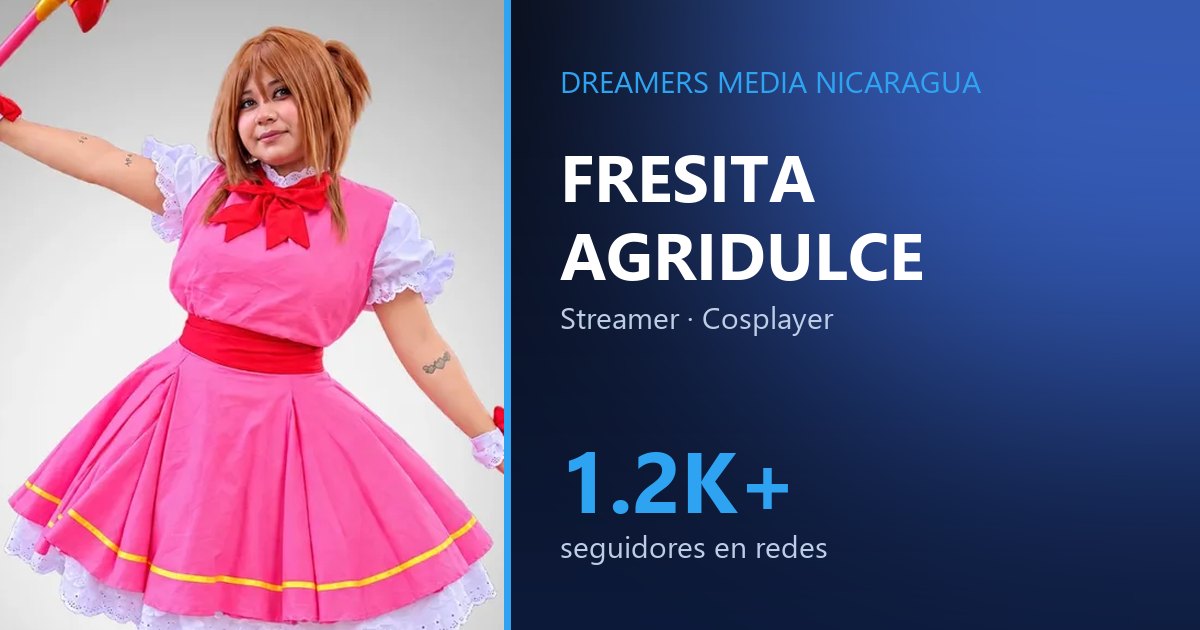 DREAMERS MEDIA NICARAGUA
FRESITA
AGRIDULCE
Streamer · Cosplayer
1.2K+
seguidores en redes